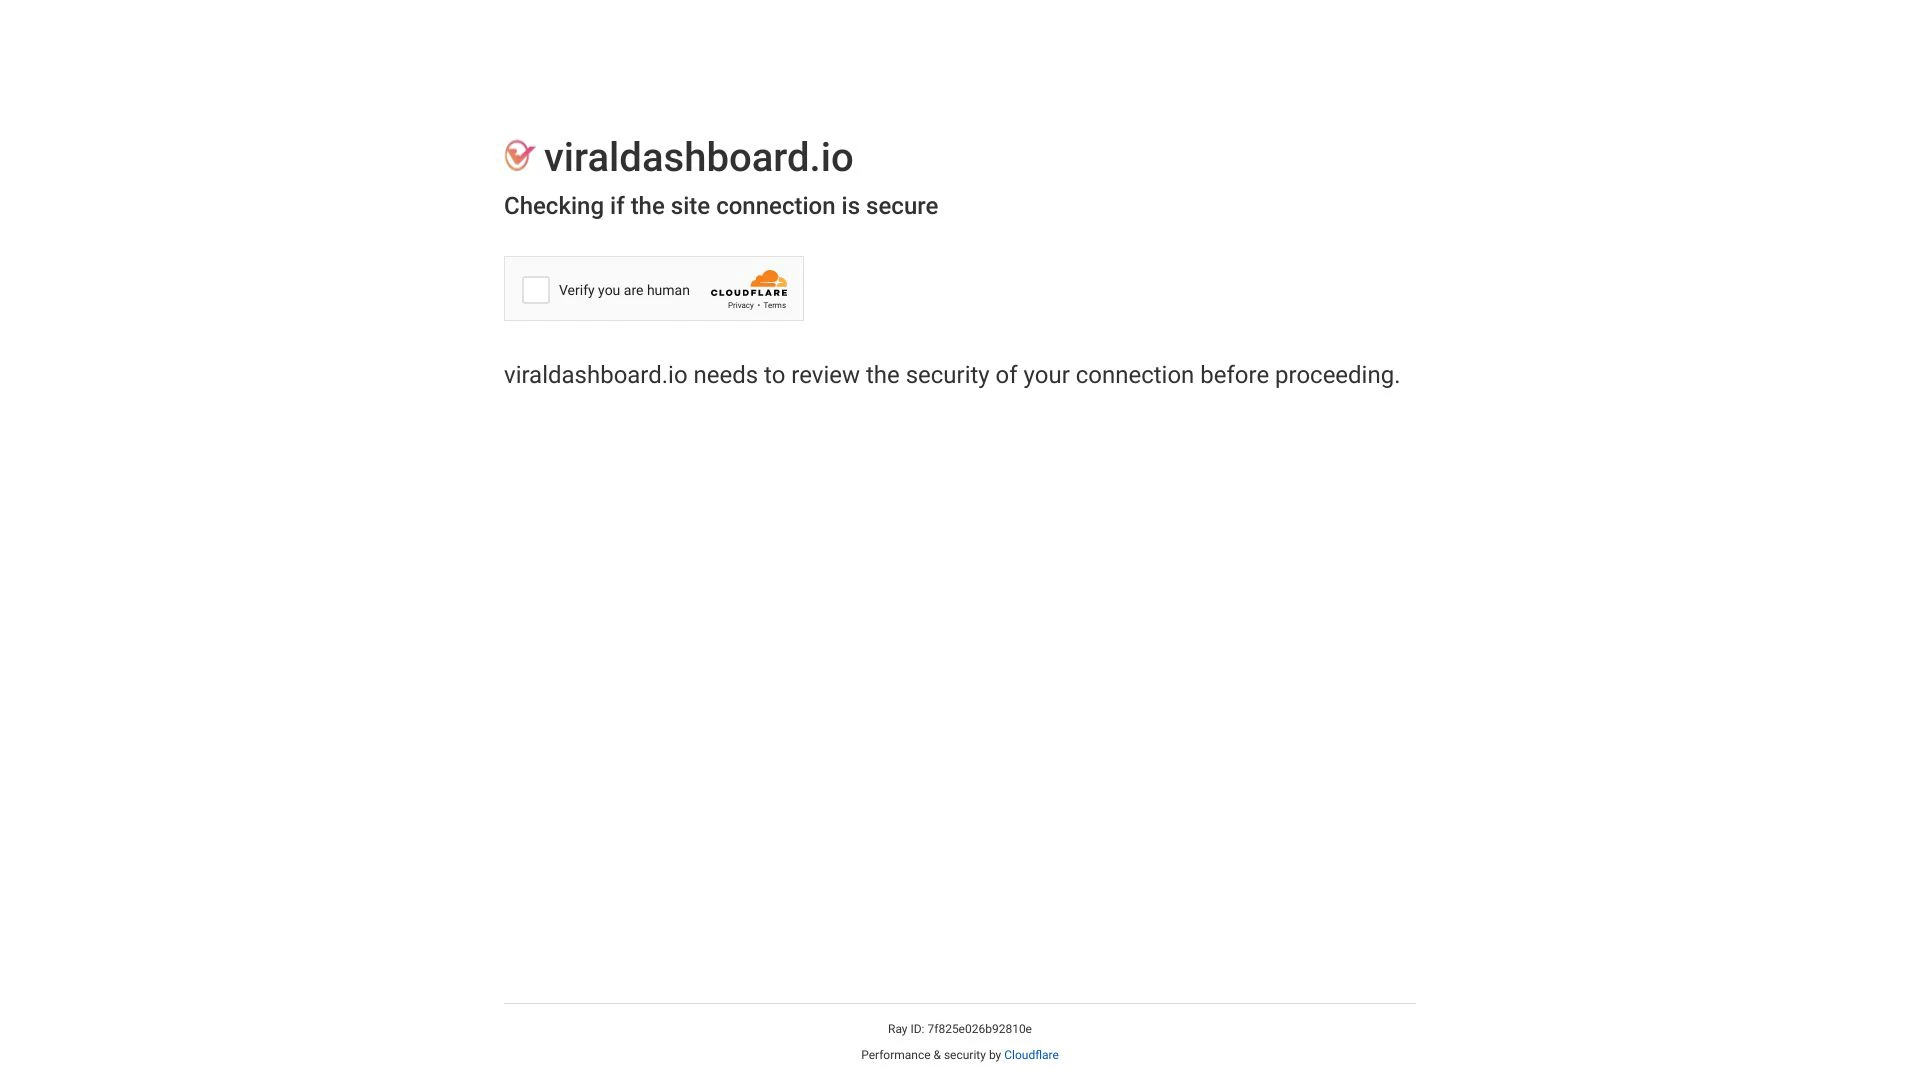 viraldashboard.io
Checking if the site connection is secure
Verify you are human
CLOUDFLARE
Privacy • Terms
viraldashboard.io needs to review the security of your connection before proceeding.
Ray ID: 7f825e026b92810e
Performance & security by Cloudflare